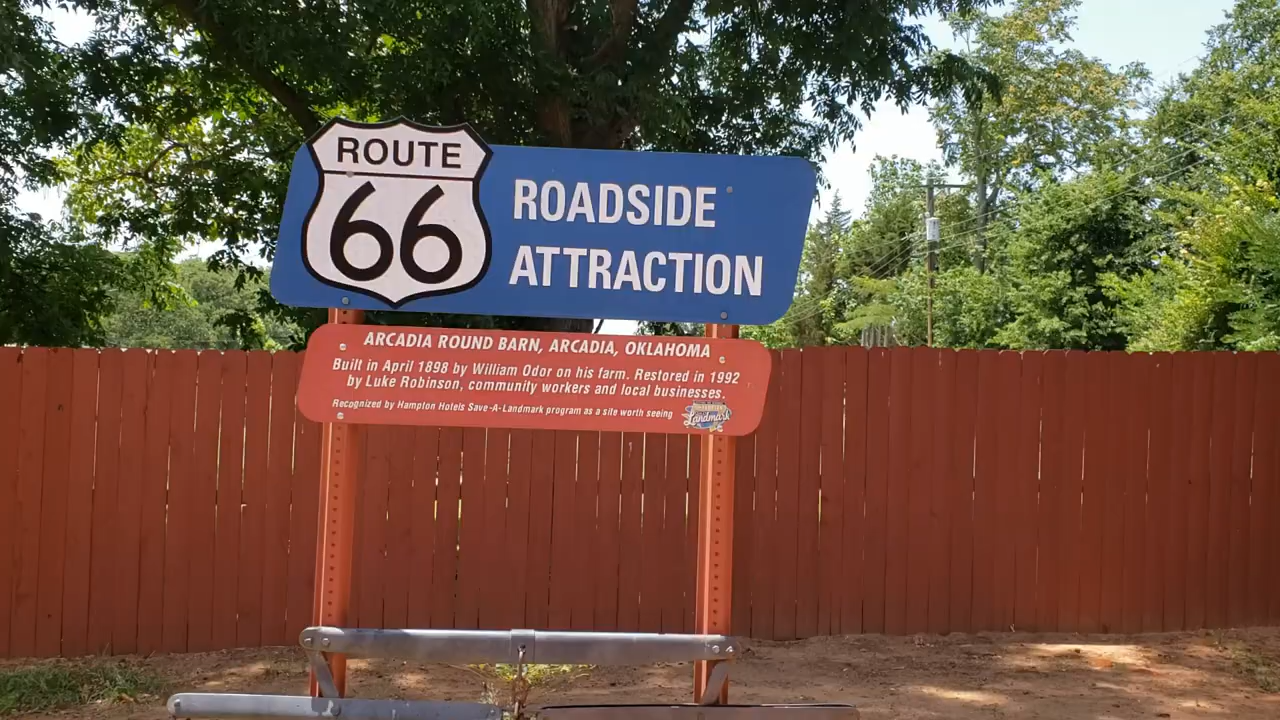 ROUTE
66
ROADSIDE
ATTRACTION
ARCADIA ROUND BARN, ARCADIA, OKLAHOMA
Built in April 1898 by William Odor on his farm. Restored in 1992
by Luke Robinson, community workers and local businesses.
Recognized by Hampton Hotels Save-A-Landmark program as a site worth seeing
Landmark